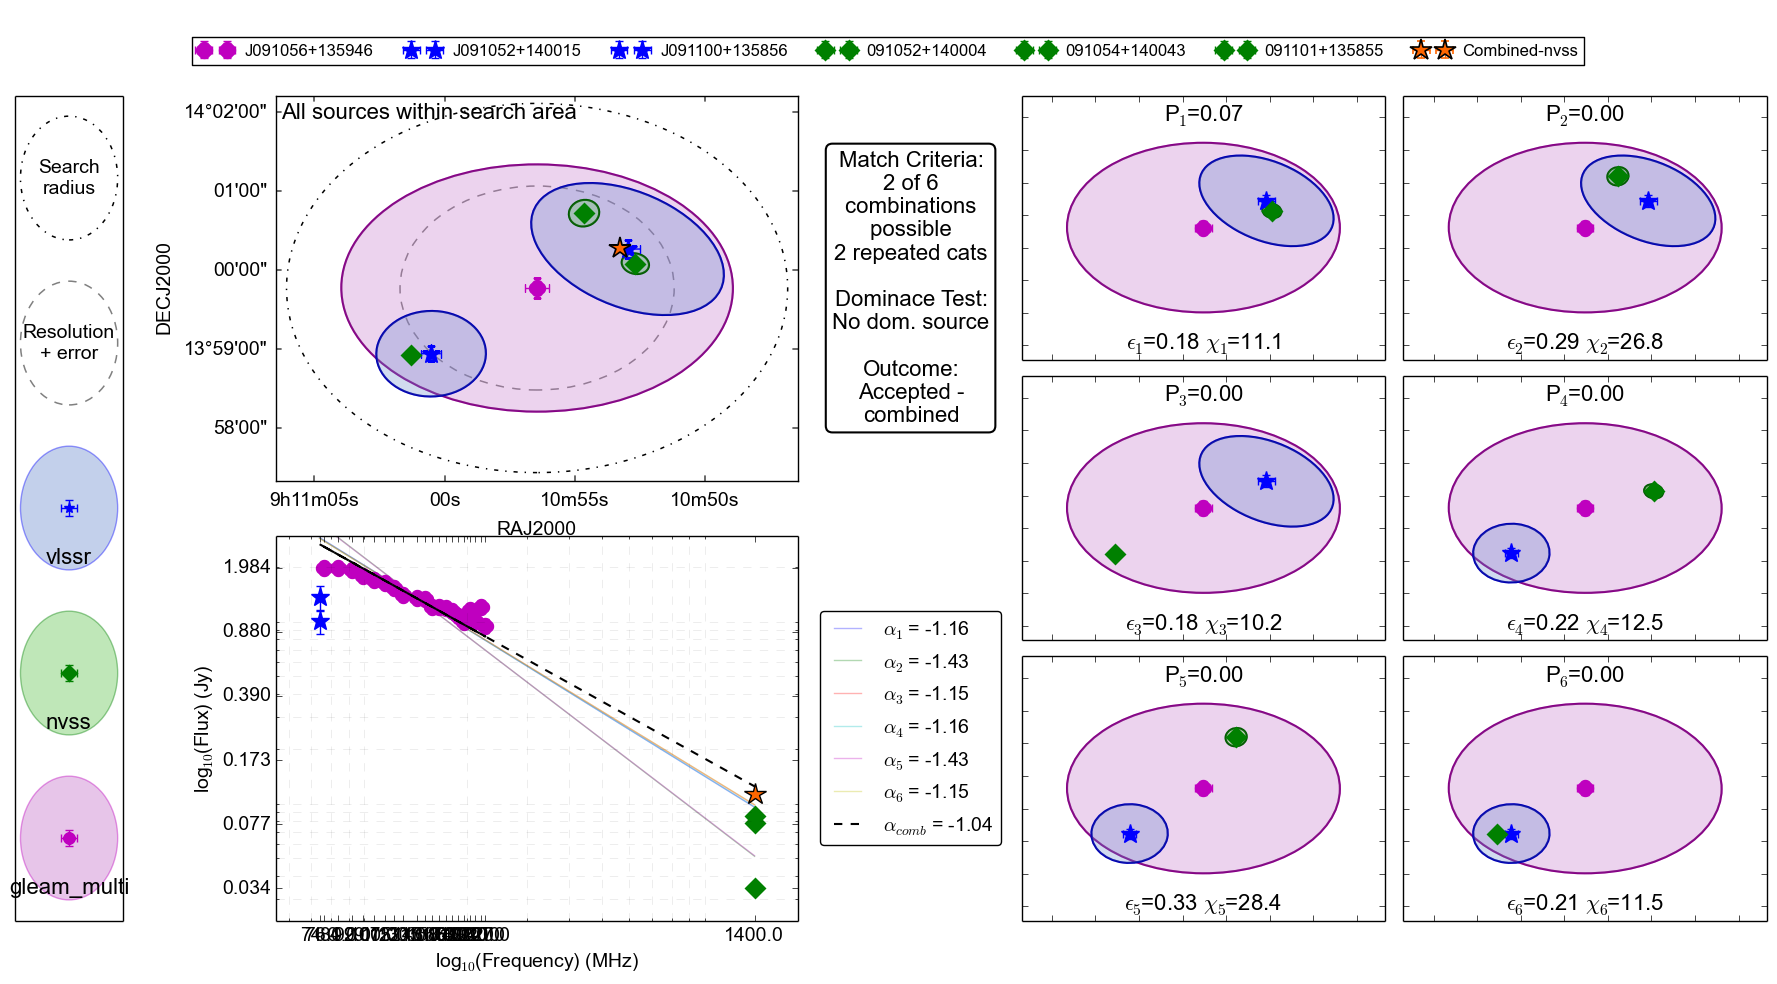 J091056+135946 J091052+140015 J091100+135856 091052+140004 091054+140043 091101+135855 Combined-nvss
Search
radius
Resolution
+ error
vlssr
nvss
gleam_multi
All sources within search area
DECJ2000
14°02'00"
01'00"
00'00"
13°59'00"
58'00"
9h11m05s 00s 10m55s 10m50s
RAJ2000
Match Criteria:
2 of 6
combinations
possible
2 repeated cats
Dominace Test:
No dom. source
Outcome:
Accepted -
combined
log10(Flux) (Jy)
1.984
0.880
0.390
0.173
0.077
0.034
1400.0
log10(Frequency) (MHz)
α1 = -1.16
α2 = -1.43
α3 = -1.15
α4 = -1.16
α5 = -1.43
α6 = -1.15
αcomb = -1.04
P1=0.07
ϵ1=0.18 χ1=11.1
P2=0.00
ϵ2=0.29 χ2=26.8
P3=0.00
ϵ3=0.18 χ3=10.2
P4=0.00
ϵ4=0.22 χ4=12.5
P5=0.00
ϵ5=0.33 χ5=28.4
P6=0.00
ϵ6=0.21 χ6=11.5